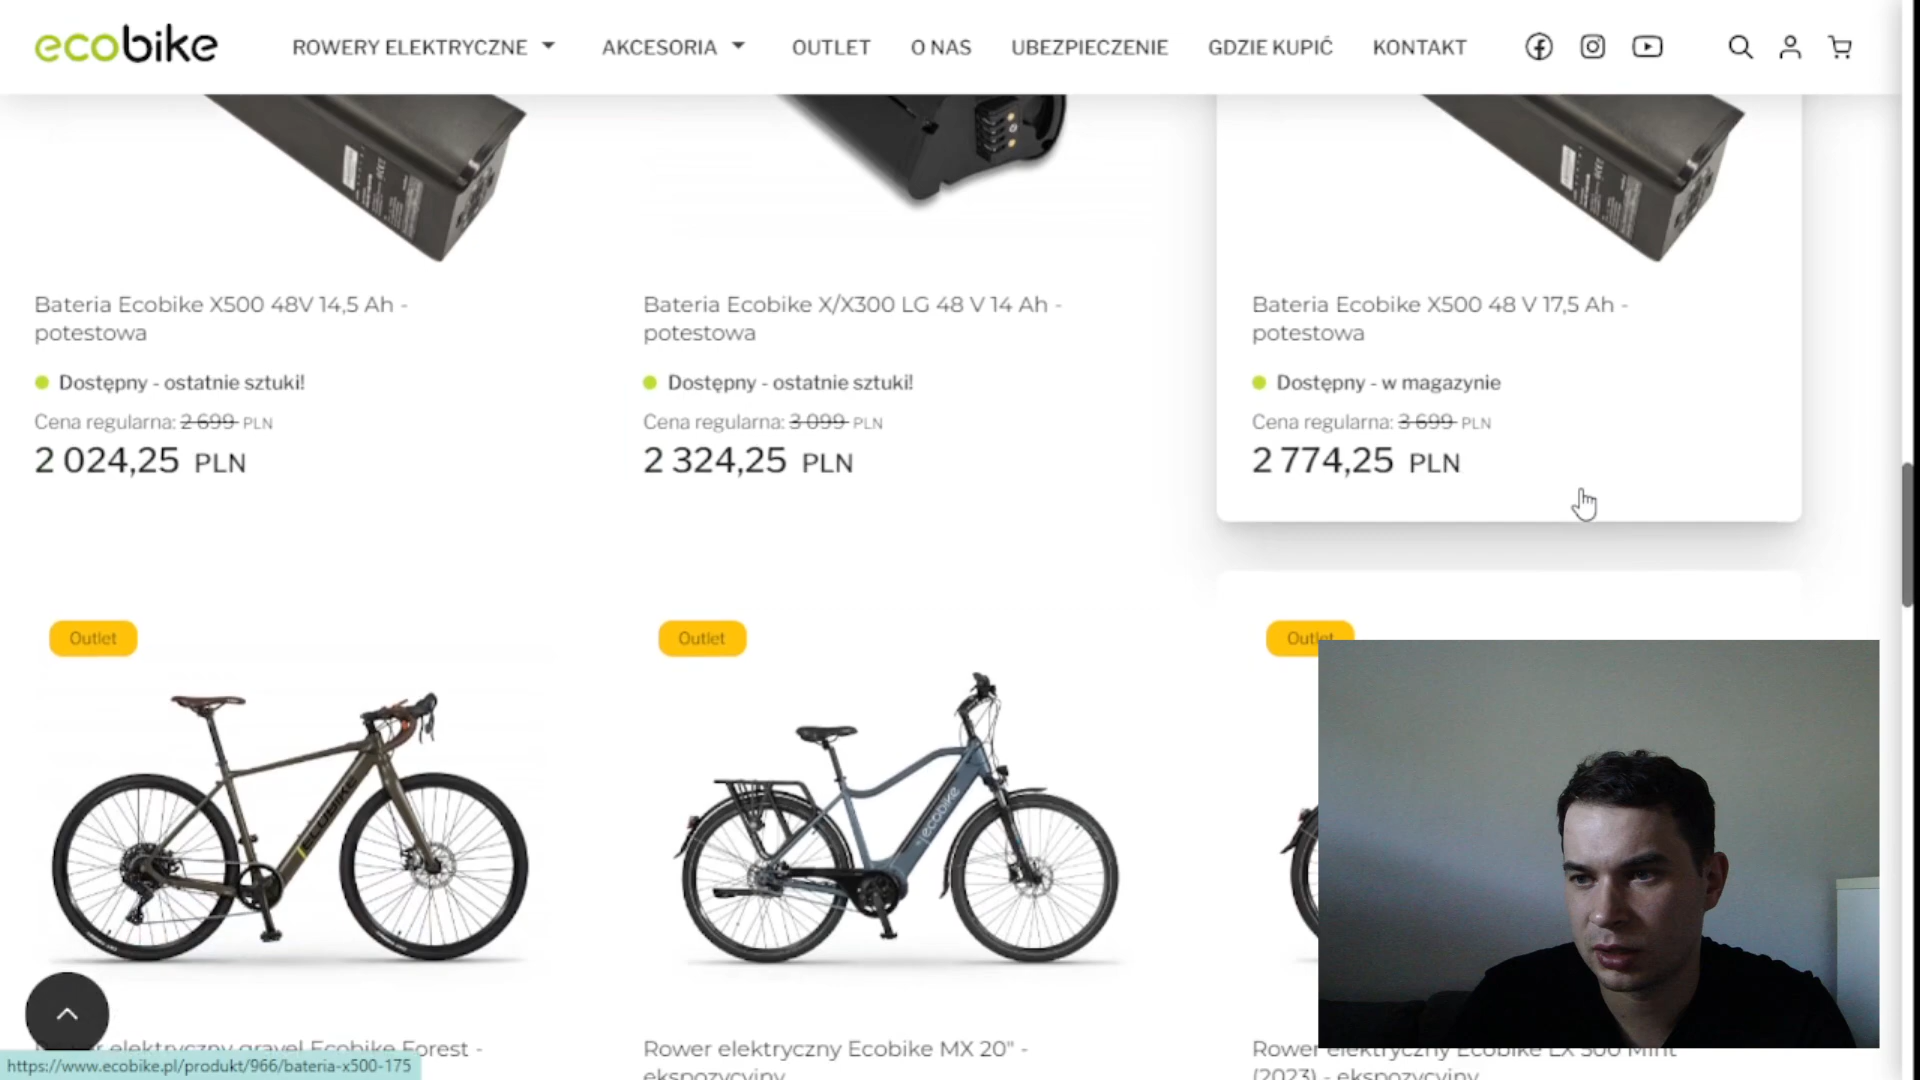 ecobike
ROWERY ELEKTRYCZNE
AKCESORIA
OUTLET
O NAS
UBEZPIECZENIE
GDZIE KUPIĆ
KONTAKT
Bateria Ecobike X500 48V 14,5 Ah -
potestowa
Dostępny - ostatnie sztuki!
Cena regularna: 2 699 PLN
2 024,25 PLN
Bateria Ecobike X/X300 LG 48 V 14 Ah -
potestowa
Dostępny - ostatnie sztuki!
Cena regularna: 3 099 PLN
2 324,25 PLN
Bateria Ecobike X500 48 V 17,5 Ah -
potestowa
Dostępny - w magazynie
Cena regularna: 3 699 PLN
2 774,25 PLN
Outlet
Outlet
Outlet
ECOBIKE
ecobike
elektryczny gravel Ecobike Forest -
Rower elektryczny Ecobike MX 20" -
ekspozycyjny
Rower elektryczny Ecobike LX 500 Mint
(2023) - ekspozycyjny
https://www.ecobike.pl/produkt/966/bateria-x500-175